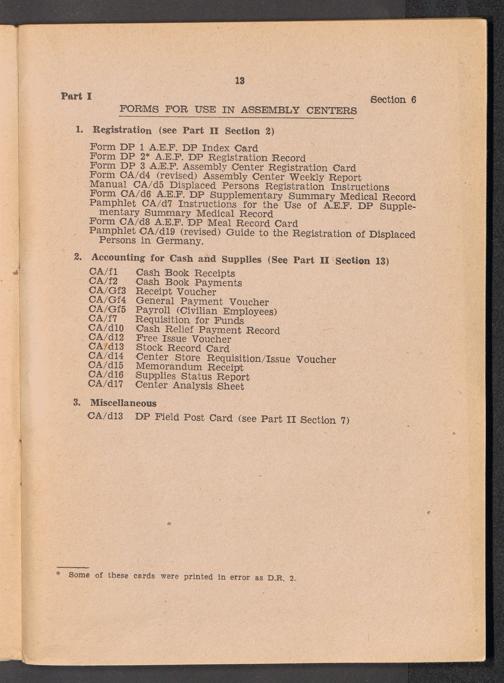 13
Part I
Section 6
FORMS FOR USE IN ASSEMBLY CENTERS
1. Registration (see Part II Section 2)
Form DP 1 A.E.F. DP Index Card
Form DP 2* A.E.F. DP Registration Record
Form DP 3 A.E.F. Assembly Center Registration Card
Form CA/d4 (revised) Assembly Center Weekly Report
Manual CA/d5 Displaced Persons Registration Instructions
Form CA/d6 A.E.F. DP Supplementary Summary Medical Record
Pamphlet CA/d7 Instructions for the Use of A.E.F. DP Supple-
mentary Summary Medical Record
Form CA/d8 A.E.F. DP Meal Record Card
Pamphlet CA/d19 (revised) Guide to the Registration of Displaced
Persons in Germany.
2. Accounting for Cash and Supplies (See Part II Section 13)
CA/f1 Cash Book Receipts
CA/f2 Cash Book Payments
CA/Gf3 Receipt Voucher
CA/Gf4 General Payment Voucher
CA/Gf5 Payroll (Civilian Employees)
CA/f7 Requisition for Funds
CA/d10 Cash Relief Payment Record
CA/d12 Free Issue Voucher
CA/d13 Stock Record Card
CA/d14 Center Store Requisition/Issue Voucher
CA/d15 Memorandum Receipt
CA/d16 Supplies Status Report
CA/d17 Center Analysis Sheet
3. Miscellaneous
CA/d13 DP Field Post Card (see Part II Section 7)
* Some of these cards were printed in error as D.R. 2.